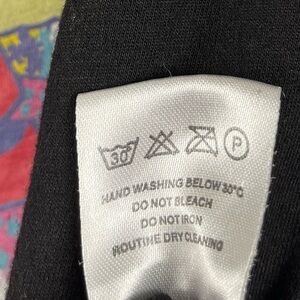 30 P
HAND WASHING BELOW 30°C
DO NOT BLEACH
DO NOT IRON
ROUTINE DRY CLEANING